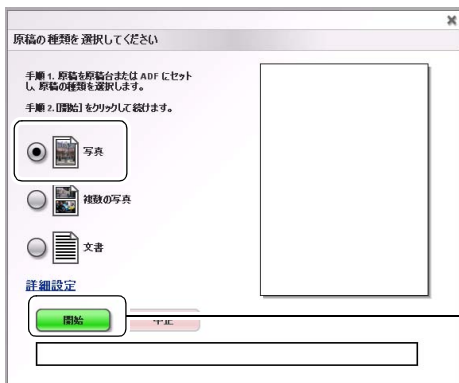 原稿の種類を選択してください
手順 1. 原稿を原稿台または ADF にセット
し、原稿の種類を選択します。
手順 2. [開始] をクリックして続けます。
写真
複数の写真
文書
詳細設定
開始
中止